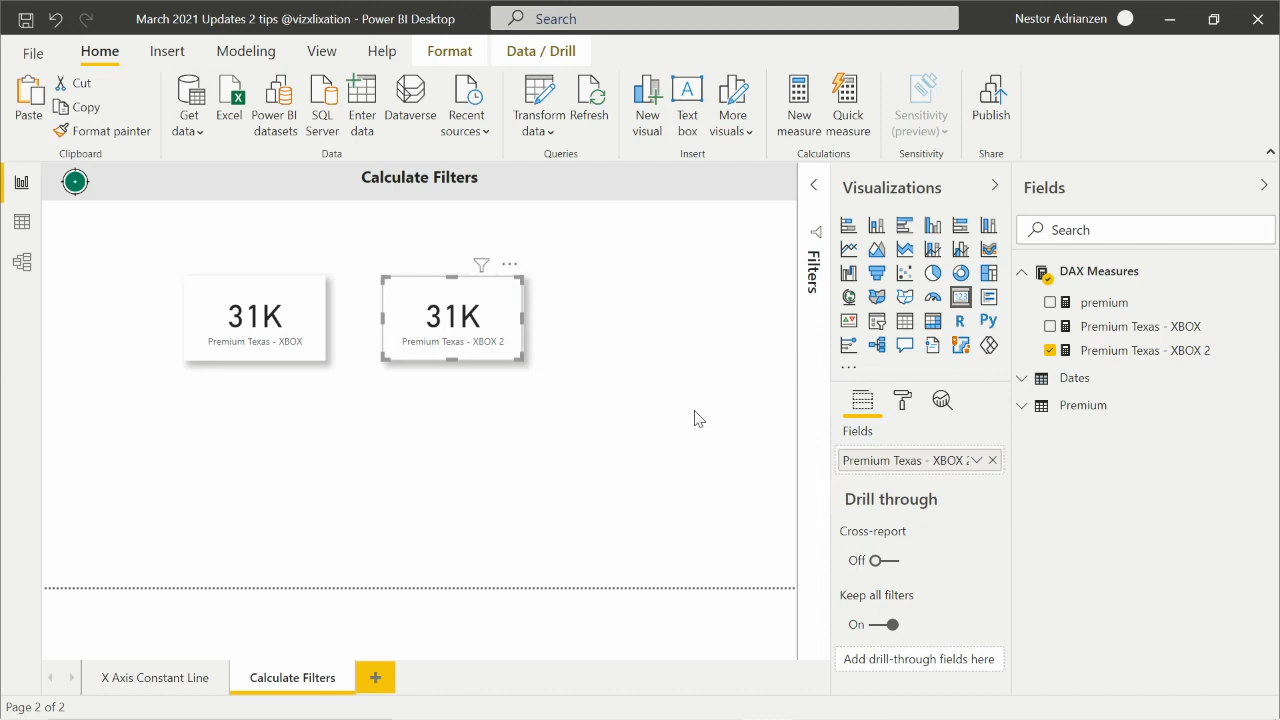 March 2021 Updates 2 tips @vizxlixation - Power BI Desktop
Search
Nestor Adrianzen
File
Home
Insert
Modeling
View
Help
Format
Data / Drill
Paste
Cut
Copy
Format painter
Clipboard
Get
data
Excel
Power BI
datasets
SQL
Server
Enter
data
Dataverse
Recent
sources
Data
Transform
data
Refresh
Queries
New
visual
Text
box
More
visuals
Insert
New
measure
Quick
measure
Calculations
Sensitivity
(preview)
Sensitivity
Publish
Share
Calculate Filters
31K
Premium Texas - XBOX
31K
Premium Texas - XBOX 2
Filters
Visualizations
R
Py
Fields
Premium Texas - XBOX 2
Drill through
Cross-report
Off
Keep all filters
On
Add drill-through fields here
Fields
Search
DAX Measures
premium
Premium Texas - XBOX
Premium Texas - XBOX 2
Dates
Premium
X Axis Constant Line
Calculate Filters
Page 2 of 2